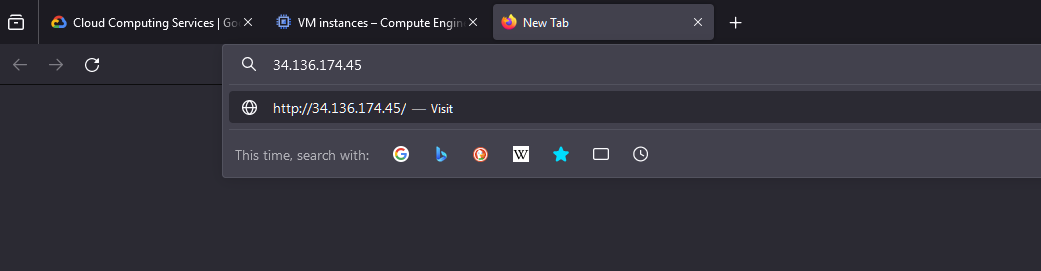 Cloud Computing Services | Go
VM instances – Compute Engin
New Tab
34.136.174.45
http://34.136.174.45/ — Visit
This time, search with:
G
W